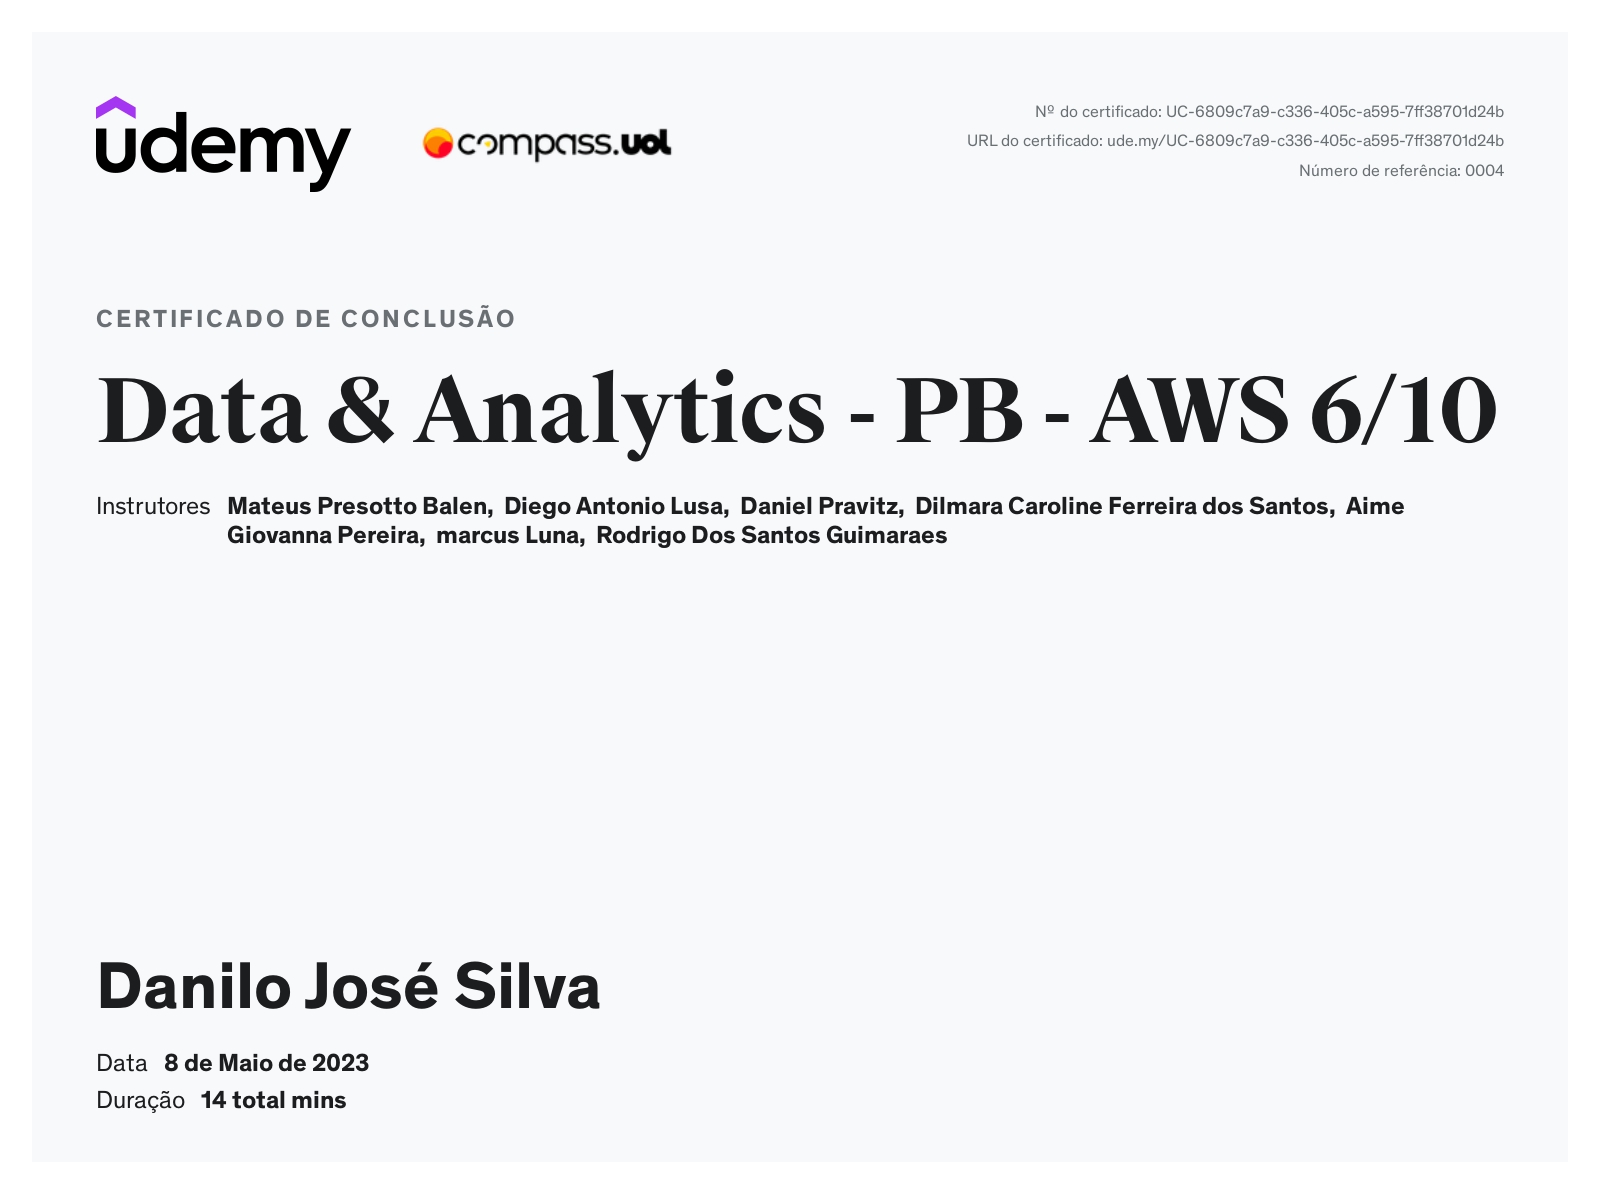 udemy
compass.uol
Nº do certificado: UC-6809c7a9-c336-405c-a595-7ff38701d24b
URL do certificado: ude.my/UC-6809c7a9-c336-405c-a595-7ff38701d24b
Número de referência: 0004
CERTIFICADO DE CONCLUSÃO
Data & Analytics - PB - AWS 6/10
Instrutores Mateus Presotto Balen, Diego Antonio Lusa, Daniel Pravitz, Dilmara Caroline Ferreira dos Santos, Aime
Giovanna Pereira, marcus Luna, Rodrigo Dos Santos Guimaraes
Danilo José Silva
Data 8 de Maio de 2023
Duração 14 total mins